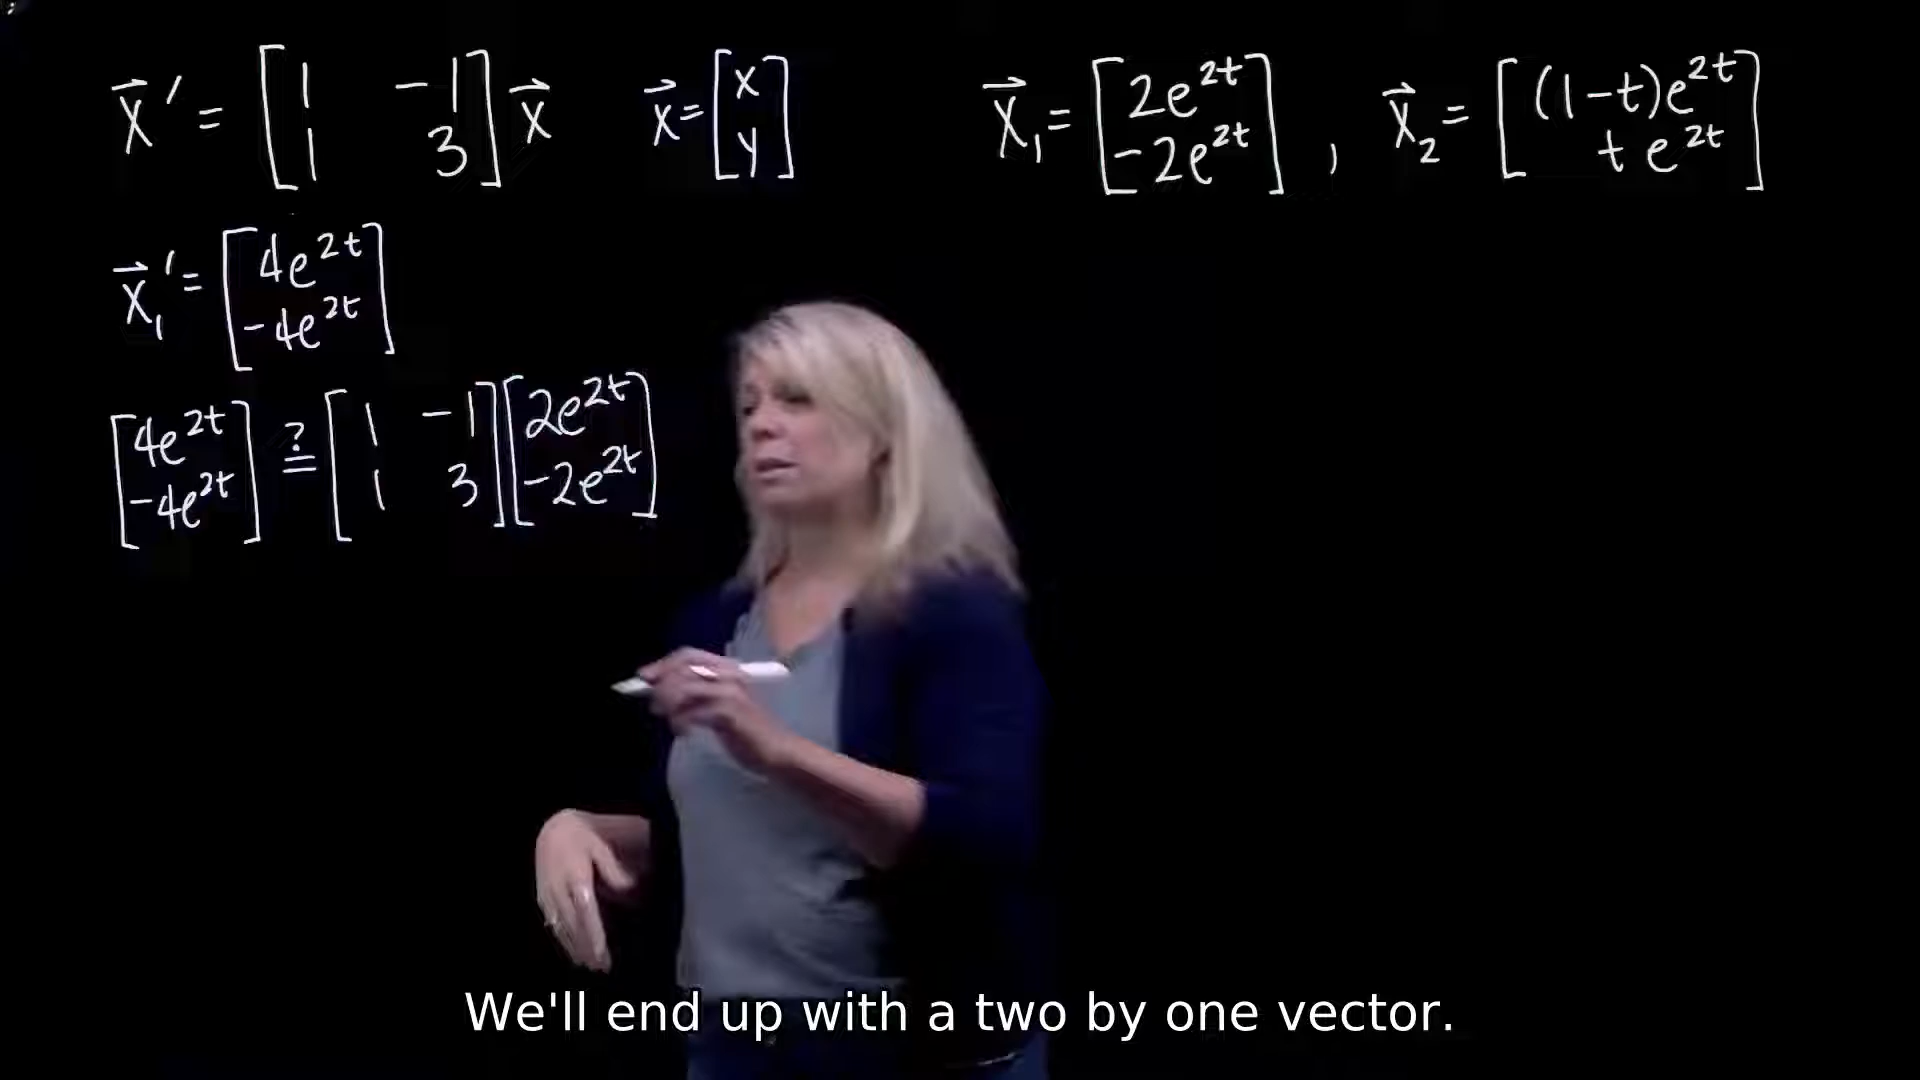 x⃗' = [1 -1; 1 3] x⃗   x⃗ = [x; y]   x⃗₁ = [2e^{2t}; -2e^{2t}] , x⃗₂ = [(1-t)e^{2t}; te^{2t}]
x⃗₁' = [4e^{2t}; -4e^{2t}]
[4e^{2t}; -4e^{2t}] ≟ [1 -1; 1 3][2e^{2t}; -2e^{2t}]
We'll end up with a two by one vector.